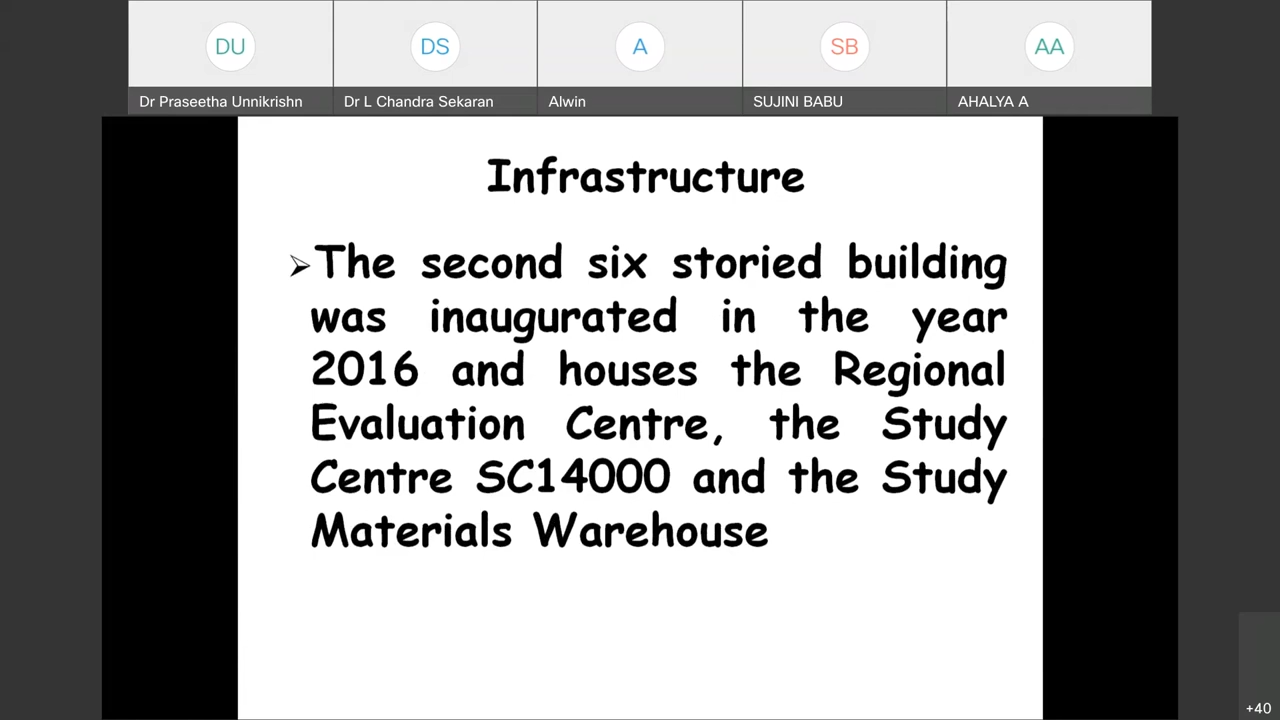 DU DS A SB AA
Dr Praseetha Unnikrishn Dr L Chandra Sekaran Alwin SUJINI BABU AHALYA A
Infrastructure
➢The second six storied building
was inaugurated in the year
2016 and houses the Regional
Evaluation Centre, the Study
Centre SC14000 and the Study
Materials Warehouse
+40